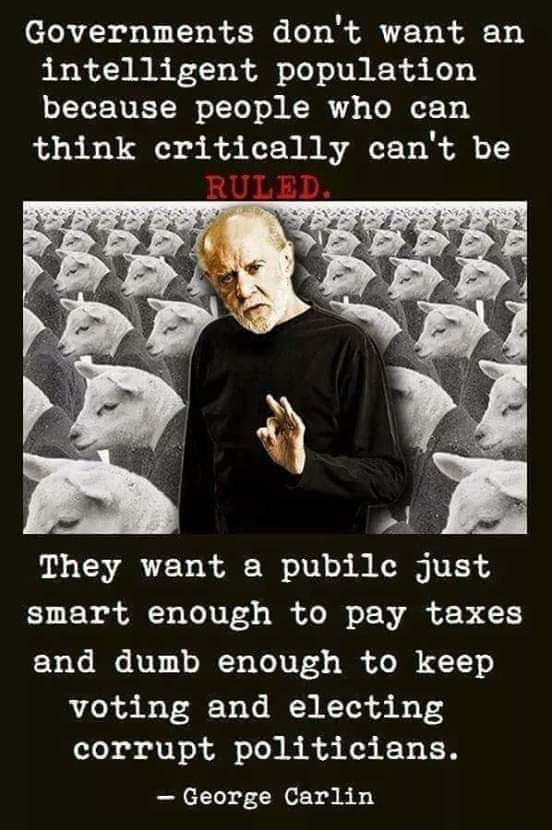 Governments don't want an
intelligent population
because people who can
think critically can't be
RULED.
They want a pubilc just
smart enough to pay taxes
and dumb enough to keep
voting and electing
corrupt politicians.
— George Carlin